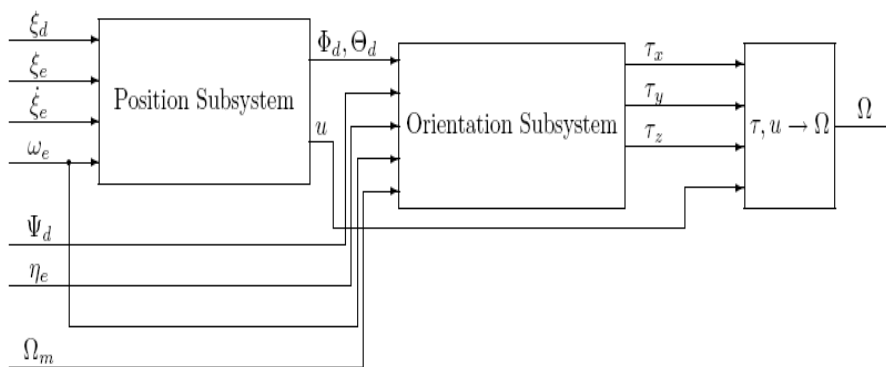 ξ_d
ξ_e
ξ̇_e
ω_e
Ψ_d
η_e
Ω_m
Position Subsystem
Φ_d, Θ_d
u
Orientation Subsystem
τ_x
τ_y
τ_z
τ, u → Ω
Ω